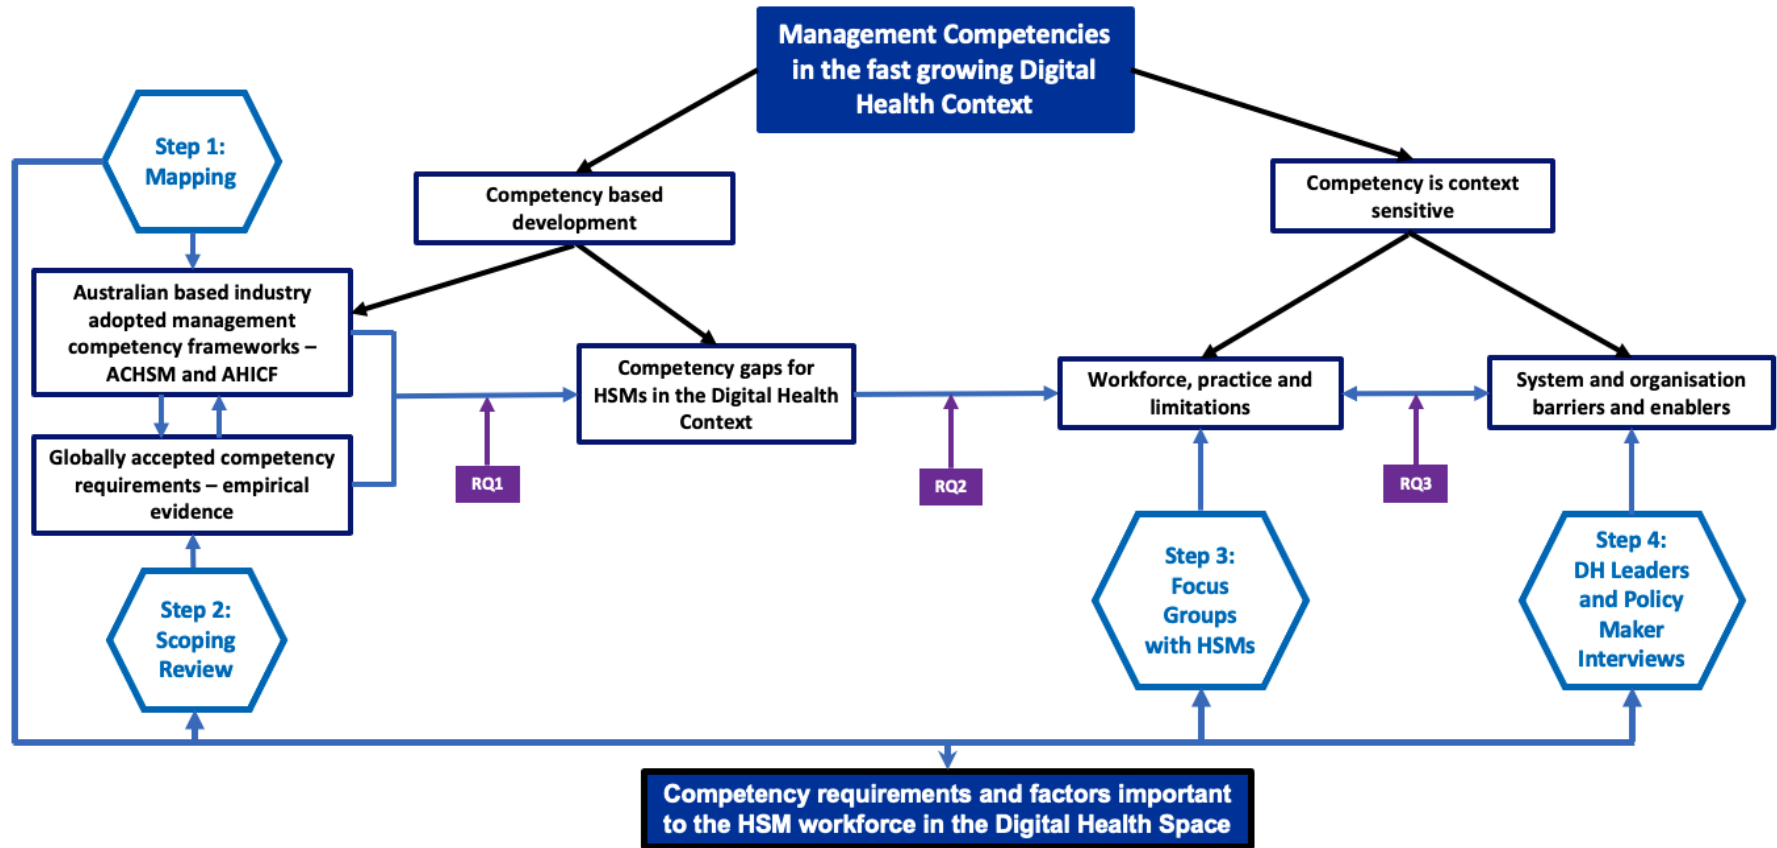 Management Competencies
in the fast growing Digital
Health Context
Step 1:
Mapping
Competency based
development
Competency is context
sensitive
Australian based industry
adopted management
competency frameworks –
ACHSM and AHICF
Competency gaps for
HSMs in the Digital Health
Context
Workforce, practice and
limitations
System and organisation
barriers and enablers
Globally accepted competency
requirements – empirical
evidence
RQ1
RQ2
RQ3
Step 2:
Scoping
Review
Step 3:
Focus
Groups
with HSMs
Step 4:
DH Leaders
and Policy
Maker
Interviews
Competency requirements and factors important
to the HSM workforce in the Digital Health Space